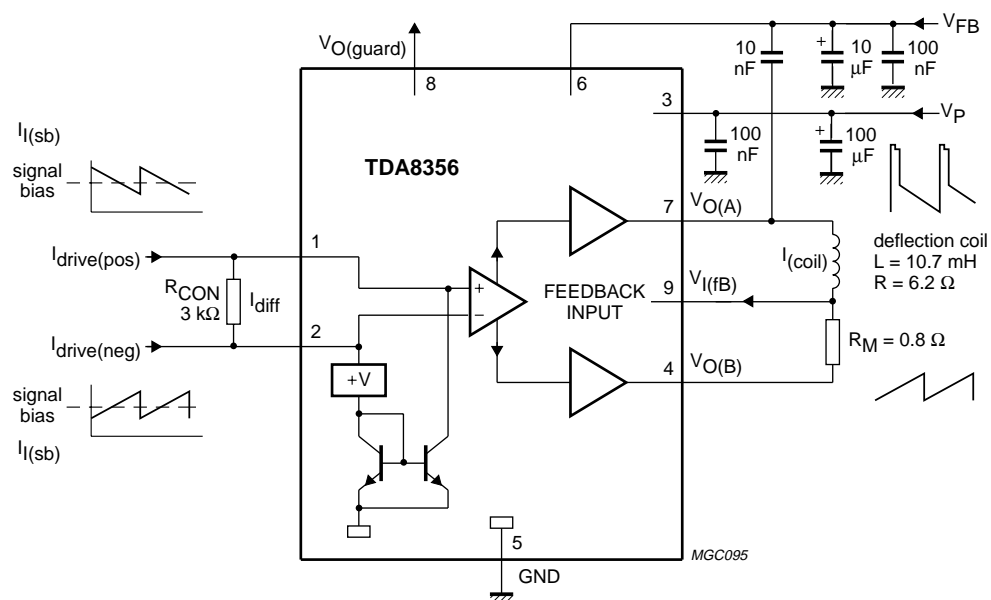 V_O(guard)
8
6
V_FB
10 nF
+
10 µF
100 nF
3
V_P
100 nF
+
100 µF
TDA8356
I_I(sb)
signal bias
7
V_O(A)
I_drive(pos)
1
R_CON
3 kΩ
I_diff
+
−
FEEDBACK
INPUT
9
V_I(fB)
I_(coil)
deflection coil
L = 10.7 mH
R = 6.2 Ω
I_drive(neg)
2
4
V_O(B)
R_M = 0.8 Ω
+V
signal bias
I_I(sb)
5
GND
MGC095